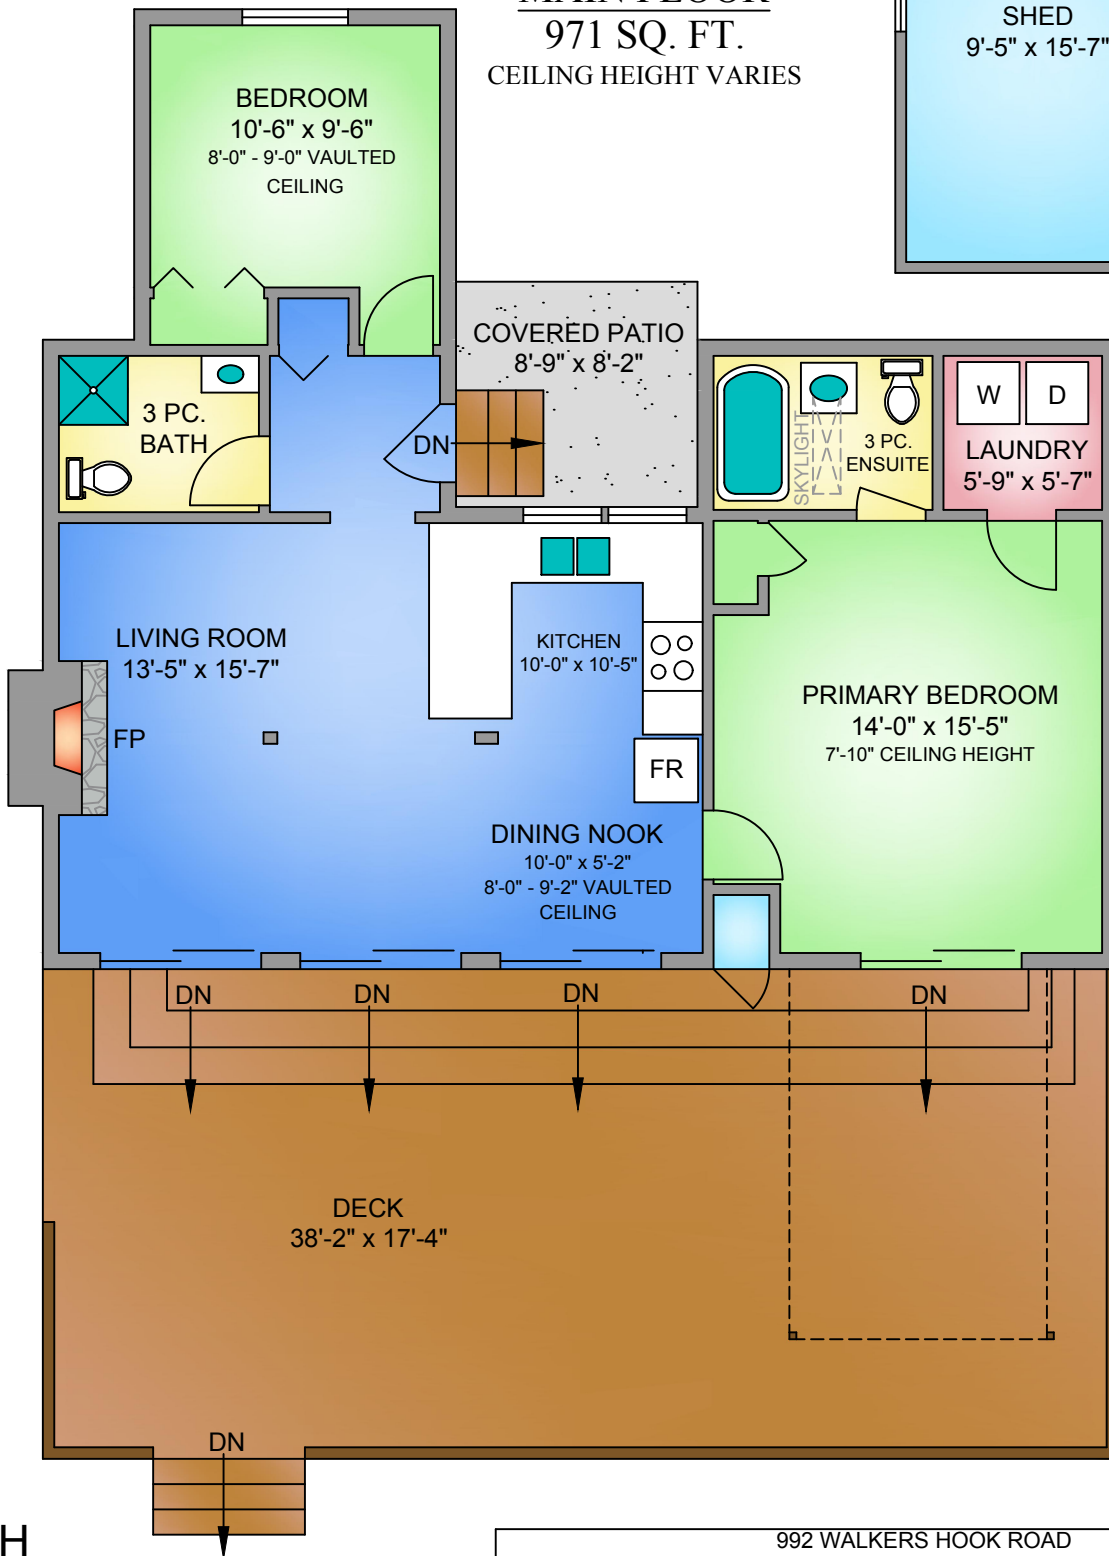 MAIN FLOOR
971 SQ. FT.
CEILING HEIGHT VARIES
SHED
9'-5" x 15'-7"
BEDROOM
10'-6" x 9'-6"
8'-0" - 9'-0" VAULTED
CEILING
COVERED PATIO
8'-9" x 8'-2"
DN
3 PC.
BATH
SKYLIGHT
3 PC.
ENSUITE
W
D
LAUNDRY
5'-9" x 5'-7"
LIVING ROOM
13'-5" x 15'-7"
FP
KITCHEN
10'-0" x 10'-5"
FR
PRIMARY BEDROOM
14'-0" x 15'-5"
7'-10" CEILING HEIGHT
DINING NOOK
10'-0" x 5'-2"
8'-0" - 9'-2" VAULTED
CEILING
DN
DN
DN
DN
DECK
38'-2" x 17'-4"
DN
H
992 WALKERS HOOK ROAD